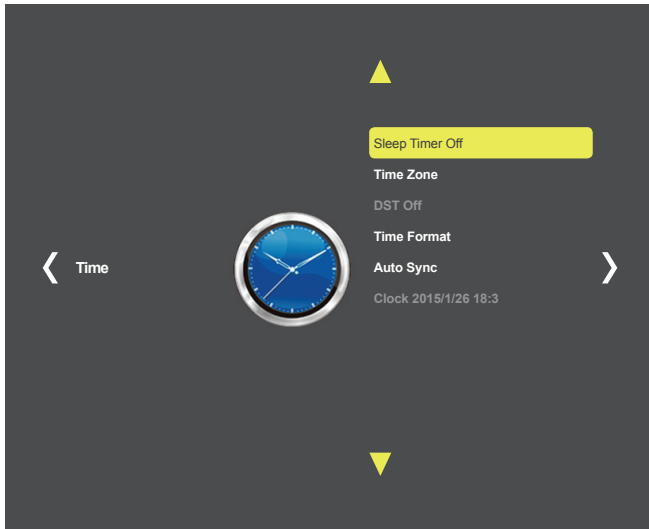 Sleep Timer Off
Time Zone
DST Off
Time Format
Time
Auto Sync
Clock 2015/1/26 18:3